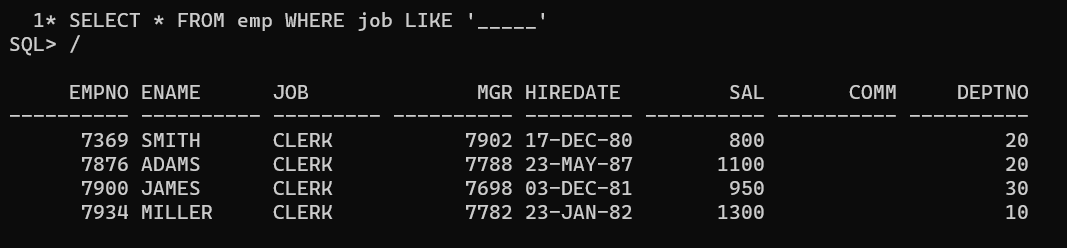 1* SELECT * FROM emp WHERE job LIKE '_____'
SQL> /
     EMPNO ENAME      JOB              MGR HIREDATE         SAL       COMM     DEPTNO
---------- ---------- --------- ---------- --------- ---------- ---------- ----------
      7369 SMITH      CLERK           7902 17-DEC-80        800                    20
      7876 ADAMS      CLERK           7788 23-MAY-87       1100                    20
      7900 JAMES      CLERK           7698 03-DEC-81        950                    30
      7934 MILLER     CLERK           7782 23-JAN-82       1300                    10